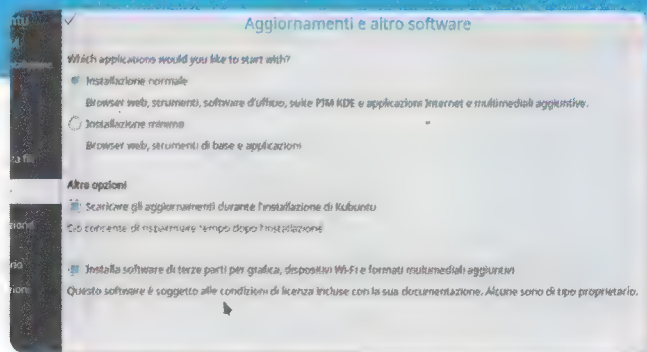 Aggiornamenti e altro software
Which applications would you like to start with?
Installazione normale
Browser web, strumenti, software d'ufficio, suite PIM KDE e applicazioni Internet e multimediali aggiuntive.
Installazione minima
Browser web, strumenti di base e applicazioni
Altre opzioni
Scaricare gli aggiornamenti durante l'installazione di Kubuntu
Ciò consente di risparmiare tempo dopo l'installazione
Installa software di terze parti per grafica, dispositivi Wi-Fi e formati multimediali aggiuntivi
Questo software è soggetto alle condizioni di licenza incluse con la sua documentazione. Alcune sono di tipo proprietario.